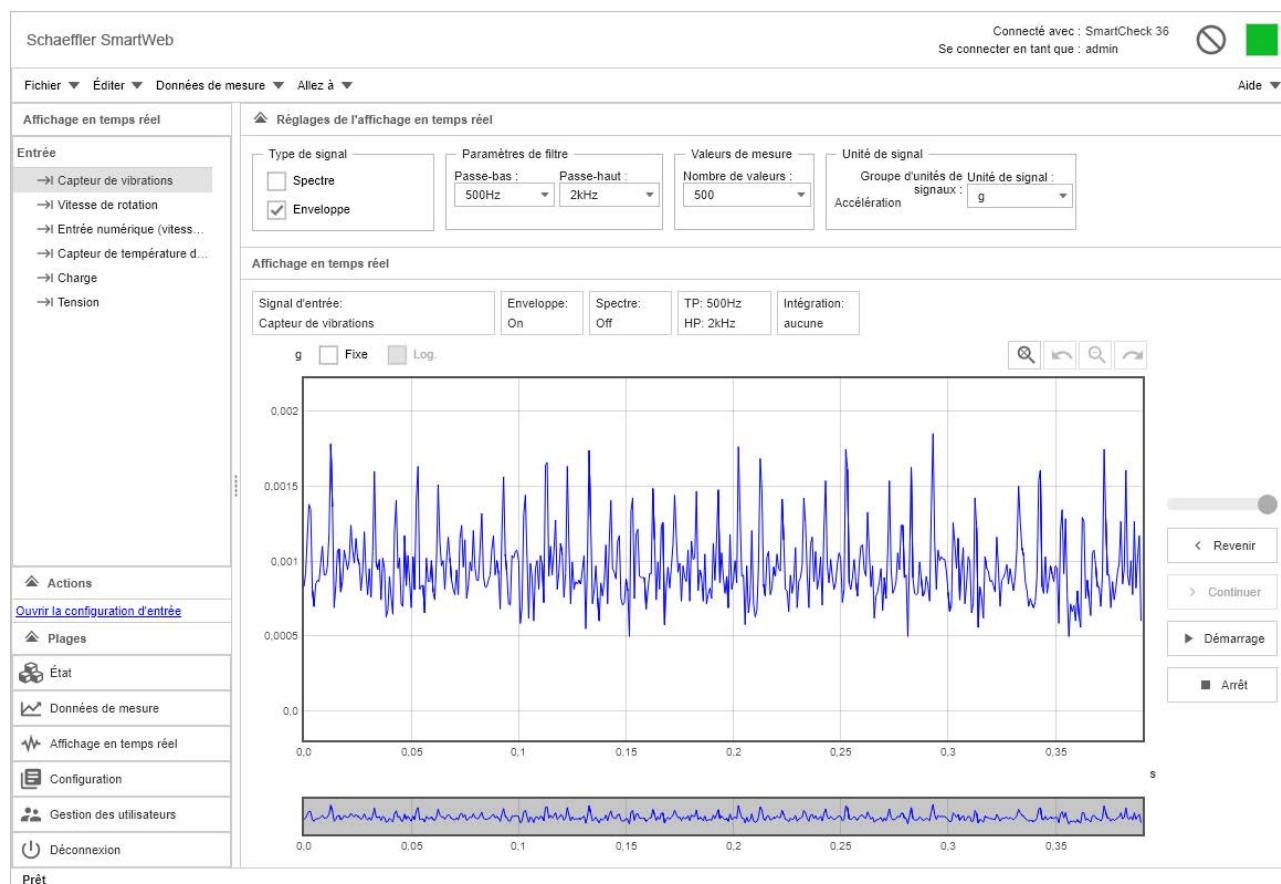 Schaeffler SmartWeb
Connecté avec : SmartCheck 36
Se connecter en tant que : admin
Fichier Éditer Données de mesure Allez à Aide
Affichage en temps réel
Réglages de l'affichage en temps réel
Entrée
Capteur de vibrations
Vitesse de rotation
Entrée numérique (vitess...
Capteur de température d...
Charge
Tension
Type de signal
Spectre
Enveloppe
Paramètres de filtre
Passe-bas : Passe-haut :
500Hz 2kHz
Valeurs de mesure
Nombre de valeurs :
500
Unité de signal
Groupe d'unités de signaux :
Accélération
Unité de signal :
g
Affichage en temps réel
Signal d'entrée:
Capteur de vibrations
Enveloppe:
On
Spectre:
Off
TP: 500Hz
HP: 2kHz
Intégration:
aucune
g Fixe Log.
0,002
0,0015
0,001
0,0005
0,0
0,0 0,05 0,1 0,15 0,2 0,25 0,3 0,35
s
0,0 0,05 0,1 0,15 0,2 0,25 0,3 0,35
Revenir
Continuer
Démarrage
Arrêt
Actions
Ouvrir la configuration d'entrée
Plages
État
Données de mesure
Affichage en temps réel
Configuration
Gestion des utilisateurs
Déconnexion
Prêt